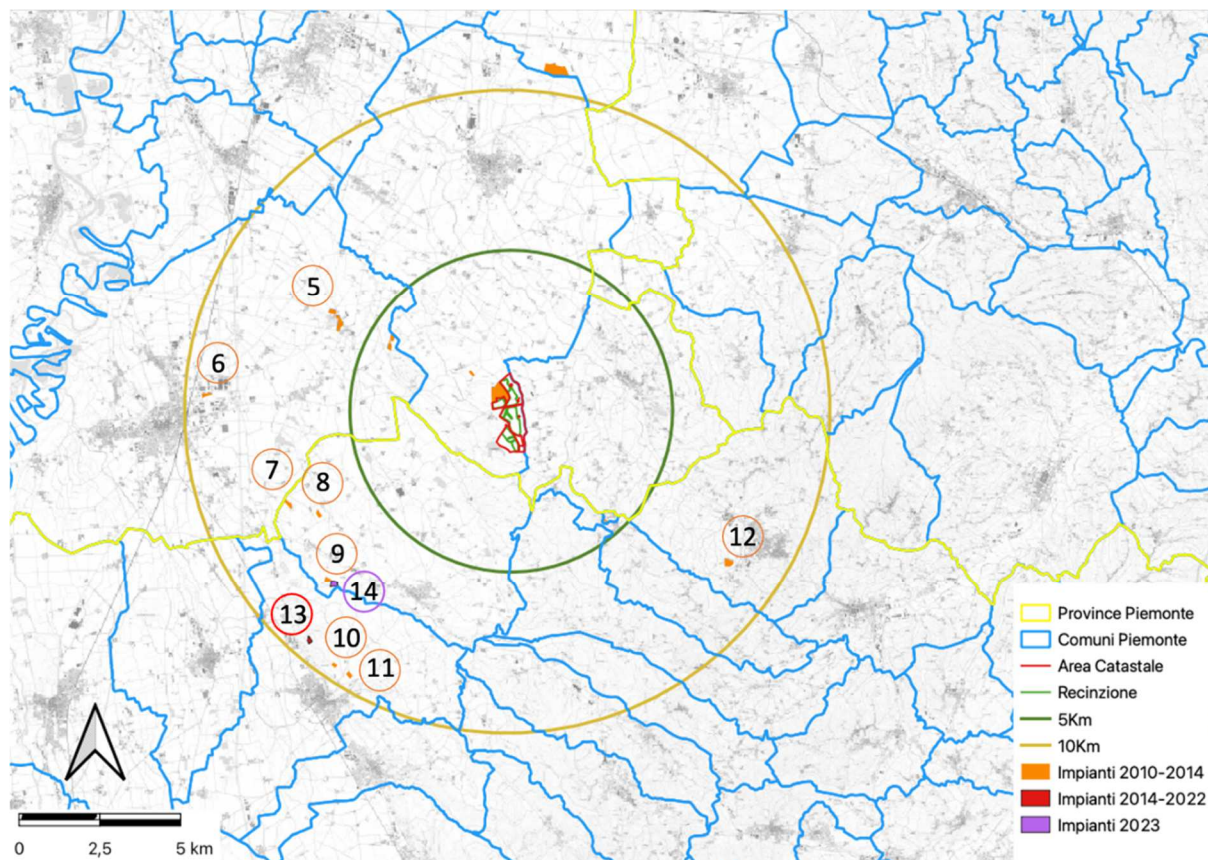 5
6
7
8
9
14
12
13
10
11
Province Piemonte
Comuni Piemonte
Area Catastale
Recinzione
5Km
10Km
Impianti 2010-2014
Impianti 2014-2022
Impianti 2023
0 2,5 5 km